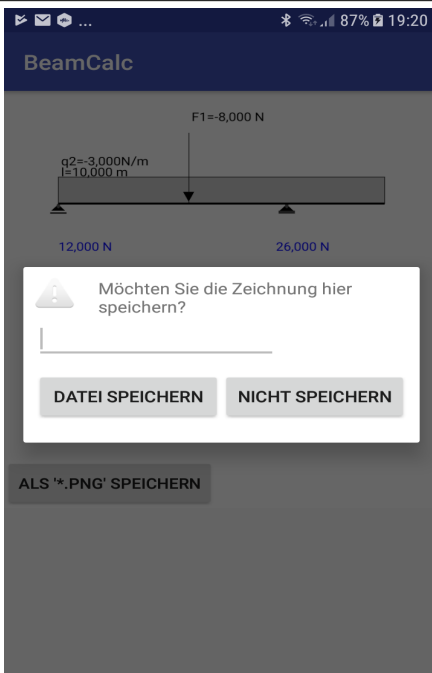 ... 87% 19:20
BeamCalc
F1=-8,000 N
q2=-3,000N/m
l=10,000 m
12,000 N 26,000 N
Möchten Sie die Zeichnung hier
speichern?
DATEI SPEICHERN NICHT SPEICHERN
ALS '*.PNG' SPEICHERN